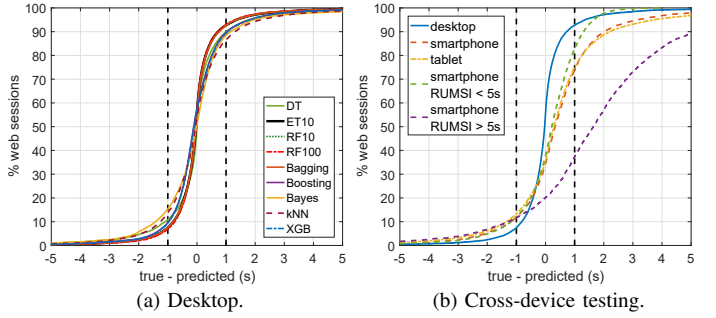 100
90
80
70
60
50
40
30
20
10
0
% web sessions
-5 -4 -3 -2 -1 0 1 2 3 4 5
true - predicted (s)
DT
ET10
RF10
RF100
Bagging
Boosting
Bayes
kNN
XGB
(a) Desktop.
100
90
80
70
60
50
40
30
20
10
0
% web sessions
-5 -4 -3 -2 -1 0 1 2 3 4 5
true - predicted (s)
desktop
smartphone
tablet
smartphone
RUMSI < 5s
smartphone
RUMSI > 5s
(b) Cross-device testing.